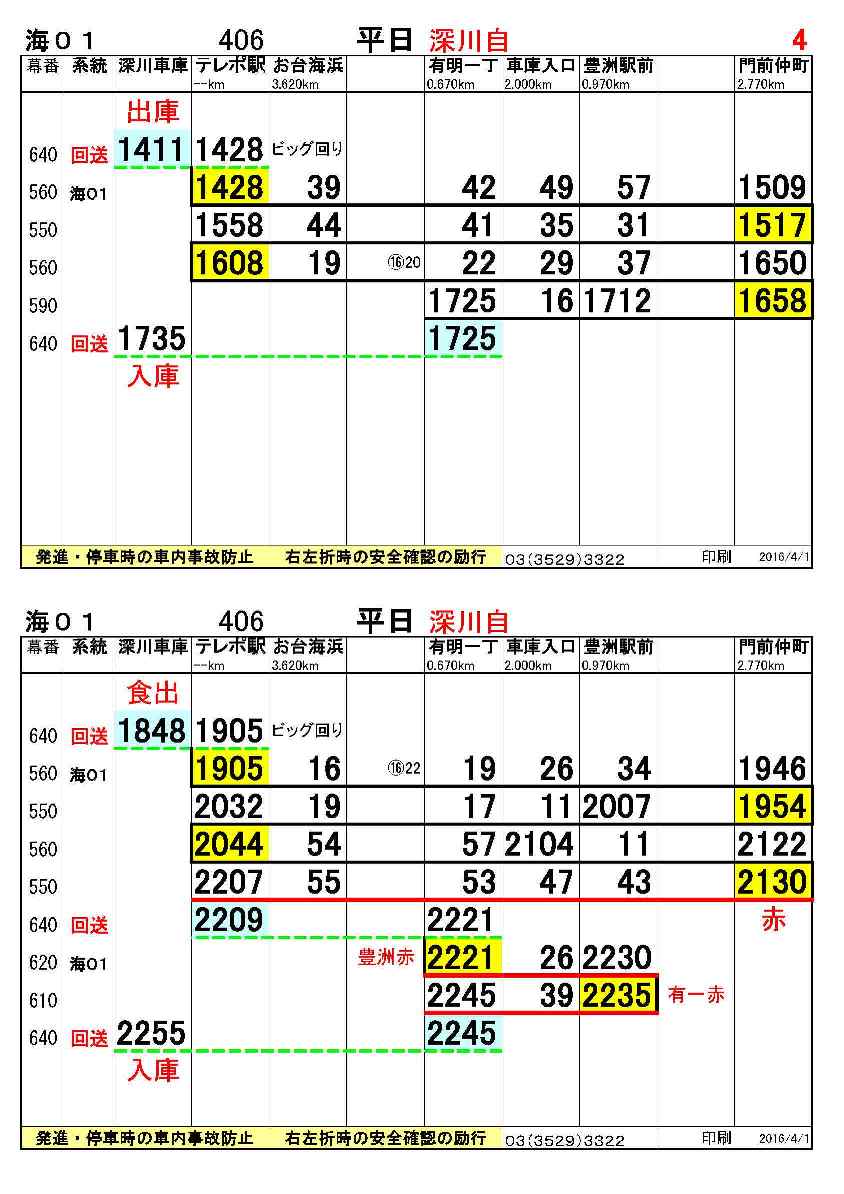 海01 406 平日 深川自 4
幕番 系統 深川車庫 テレポ駅 お台海浜 有明一丁 車庫入口 豊洲駅前 門前仲町
--km 3.620km 0.670km 2.000km 0.970km 2.770km
出庫
640 回送 1411 1428 ビッグ回り
560 海01 1428 39 42 49 57 1509
550 1558 44 41 35 31 1517
560 1608 19 ⑯20 22 29 37 1650
590 1725 16 1712 1658
640 回送 1735 1725
入庫
発進・停車時の車内事故防止 右左折時の安全確認の励行 03(3529)3322 印刷 2016/4/1
海01 406 平日 深川自
幕番 系統 深川車庫 テレポ駅 お台海浜 有明一丁 車庫入口 豊洲駅前 門前仲町
--km 3.620km 0.670km 2.000km 0.970km 2.770km
食出
640 回送 1848 1905 ビッグ回り
560 海01 1905 16 ⑯22 19 26 34 1946
550 2032 19 17 11 2007 1954
560 2044 54 57 2104 11 2122
550 2207 55 53 47 43 2130
640 回送 2209 2221 赤
620 海01 豊洲赤 2221 26 2230
610 2245 39 2235 有一赤
640 回送 2255 2245
入庫
発進・停車時の車内事故防止 右左折時の安全確認の励行 03(3529)3322 印刷 2016/4/1